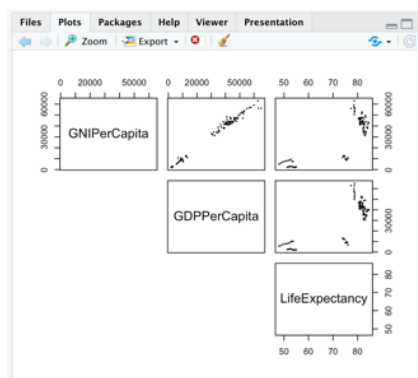 Files Plots Packages Help Viewer Presentation
Zoom Export
0 20000 50000 0 20000 50000 50 60 70 80
GNIPerCapita
0 30000 60000
GDPPerCapita
0 30000
LifeExpectancy
50 60 70 80
50 60 70 80